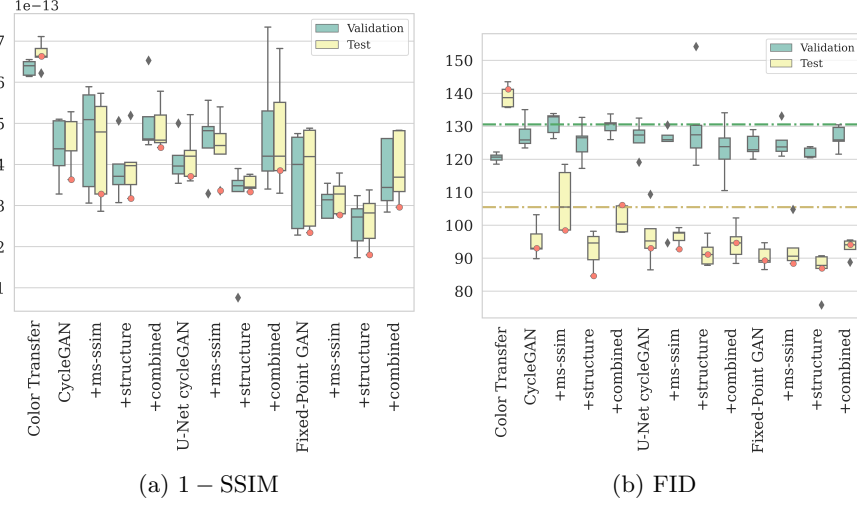 1e−13
Validation
Test
7
6
5
4
3
2
1
Color Transfer
CycleGAN
+ms-ssim
+structure
+combined
U-Net cycleGAN
+ms-ssim
+structure
+combined
Fixed-Point GAN
+ms-ssim
+structure
+combined
(a) 1 − SSIM
Validation
Test
150
140
130
120
110
100
90
80
Color Transfer
CycleGAN
+ms-ssim
+structure
+combined
U-Net cycleGAN
+ms-ssim
+structure
+combined
Fixed-Point GAN
+ms-ssim
+structure
+combined
(b) FID